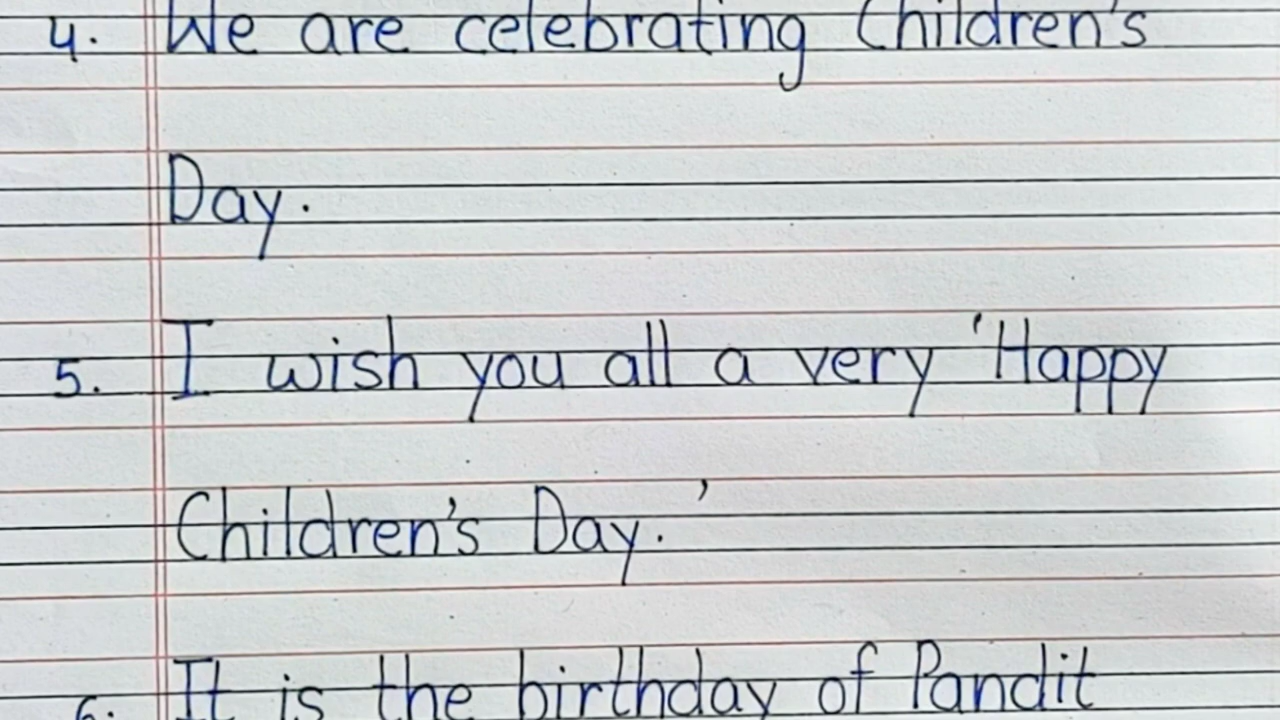 4. We are celebrating Children's
Day.
5. I wish you all a very 'Happy
Children's Day.'
6. It is the birthday of Pandit